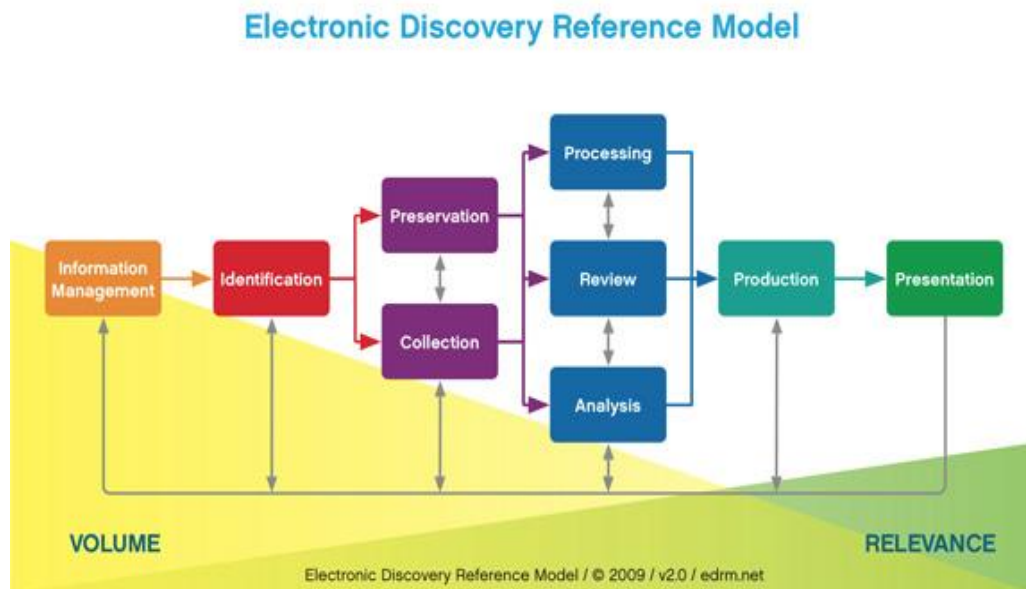 Electronic Discovery Reference Model
Processing
Preservation
Information
Management
Identification
Review
Production
Presentation
Collection
Analysis
VOLUME
RELEVANCE
Electronic Discovery Reference Model / © 2009 / v2.0 / edrm.net